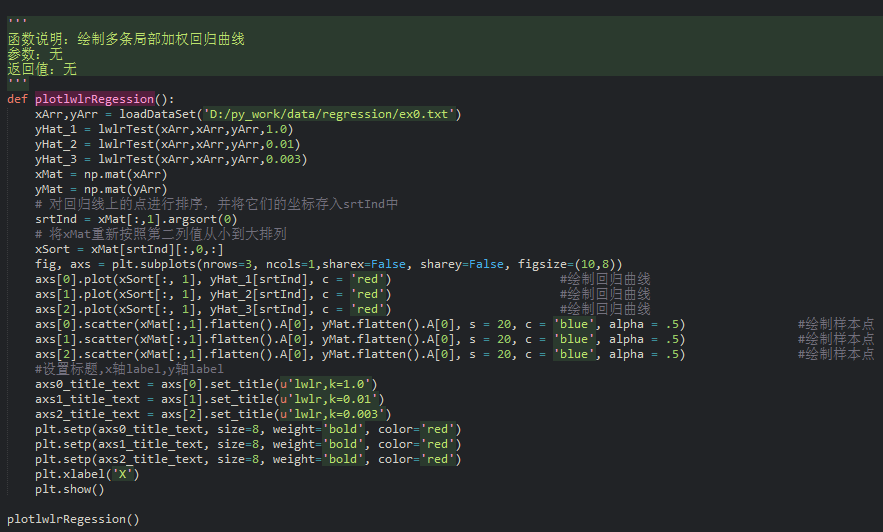 '''
函数说明：绘制多条局部加权回归曲线
参数：无
返回值：无
'''
def plotlwlrRegession():
    xArr,yArr = loadDataSet('D:/py_work/data/regression/ex0.txt')
    yHat_1 = lwlrTest(xArr,xArr,yArr,1.0)
    yHat_2 = lwlrTest(xArr,xArr,yArr,0.01)
    yHat_3 = lwlrTest(xArr,xArr,yArr,0.003)
    xMat = np.mat(xArr)
    yMat = np.mat(yArr)
    # 对回归线上的点进行排序，并将它们的坐标存入srtInd中
    srtInd = xMat[:,1].argsort(0)
    # 将xMat重新按照第二列值从小到大排列
    xSort = xMat[srtInd][:,0,:]
    fig, axs = plt.subplots(nrows=3, ncols=1,sharex=False, sharey=False, figsize=(10,8))
    axs[0].plot(xSort[:, 1], yHat_1[srtInd], c = 'red') #绘制回归曲线
    axs[1].plot(xSort[:, 1], yHat_2[srtInd], c = 'red') #绘制回归曲线
    axs[2].plot(xSort[:, 1], yHat_3[srtInd], c = 'red') #绘制回归曲线
    axs[0].scatter(xMat[:,1].flatten().A[0], yMat.flatten().A[0], s = 20, c = 'blue', alpha = .5) #绘制样本点
    axs[1].scatter(xMat[:,1].flatten().A[0], yMat.flatten().A[0], s = 20, c = 'blue', alpha = .5) #绘制样本点
    axs[2].scatter(xMat[:,1].flatten().A[0], yMat.flatten().A[0], s = 20, c = 'blue', alpha = .5) #绘制样本点
    #设置标题,x轴label,y轴label
    axs0_title_text = axs[0].set_title(u'lwlr,k=1.0')
    axs1_title_text = axs[1].set_title(u'lwlr,k=0.01')
    axs2_title_text = axs[2].set_title(u'lwlr,k=0.003')
    plt.setp(axs0_title_text, size=8, weight='bold', color='red')
    plt.setp(axs1_title_text, size=8, weight='bold', color='red')
    plt.setp(axs2_title_text, size=8, weight='bold', color='red')
    plt.xlabel('X')
    plt.show()
plotlwlrRegession()